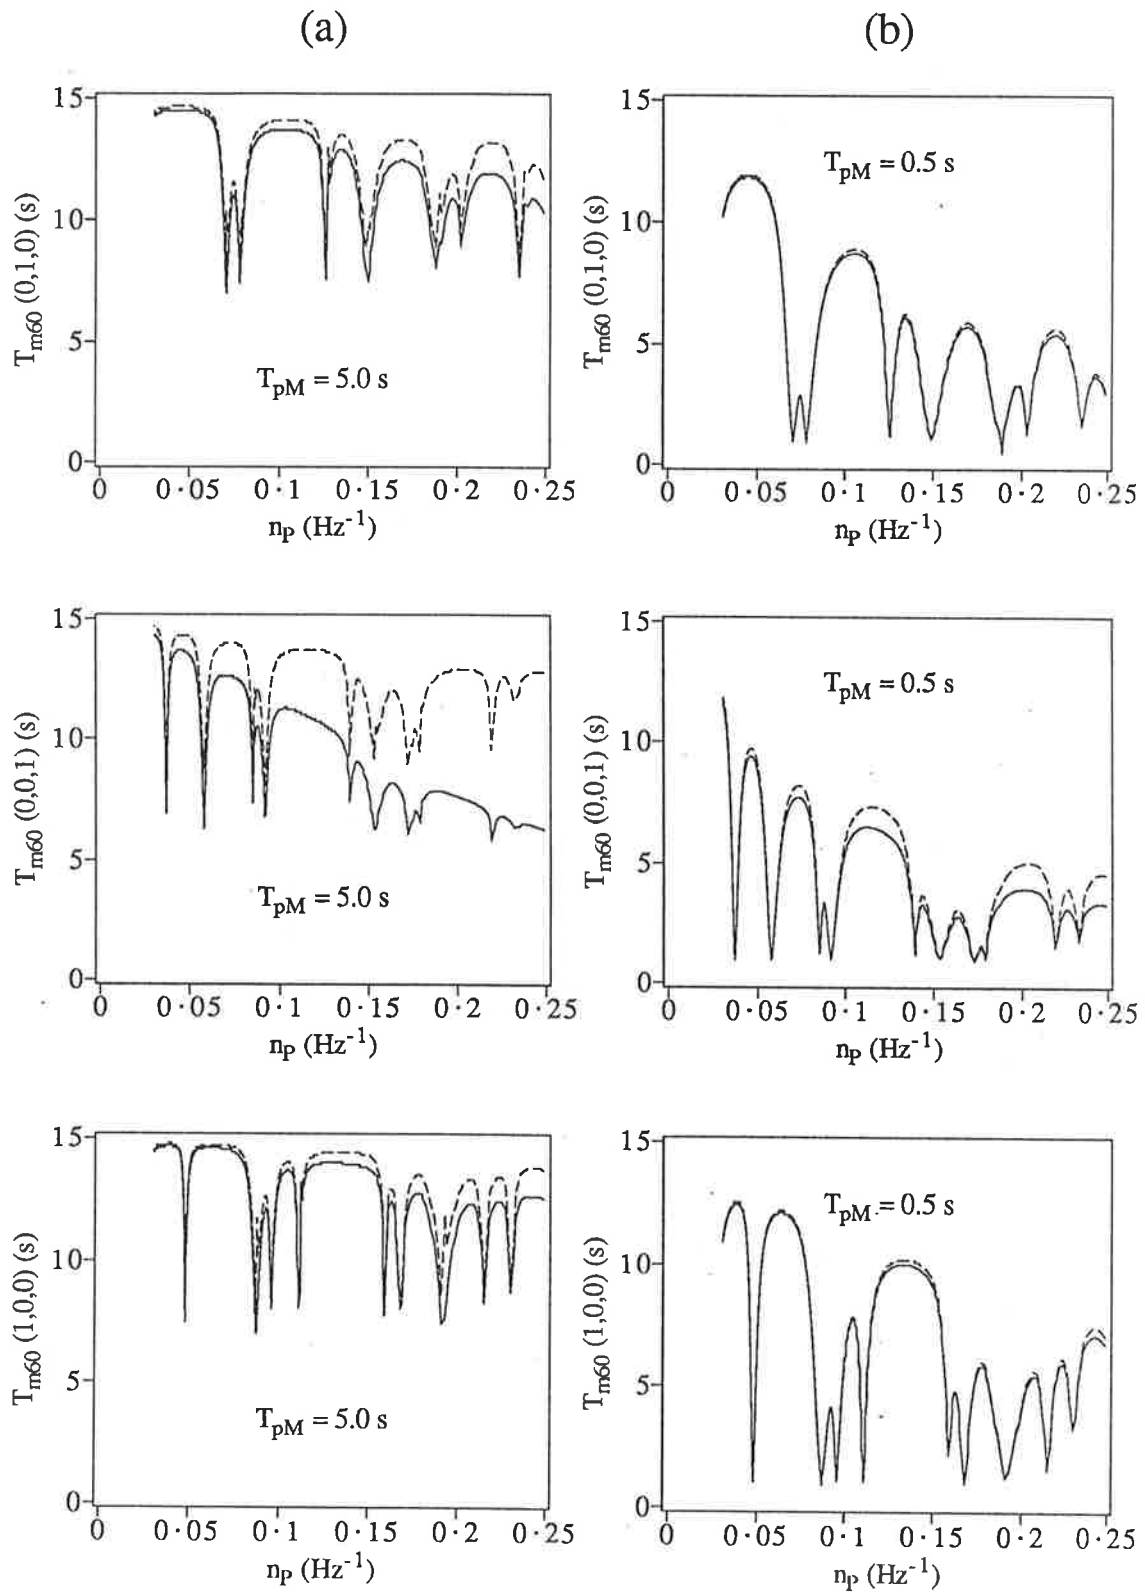 (a)
(b)
15
10
5
0
T_m60 (0,1,0) (s)
T_pM = 5.0 s
0 0·05 0·1 0·15 0·2 0·25
n_P (Hz^-1)
15
10
5
0
T_m60 (0,1,0) (s)
T_pM = 0.5 s
0 0·05 0·1 0·15 0·2 0·25
n_P (Hz^-1)
15
10
5
0
T_m60 (0,0,1) (s)
T_pM = 5.0 s
0 0·05 0·1 0·15 0·2 0·25
n_P (Hz^-1)
15
10
5
0
T_m60 (0,0,1) (s)
T_pM = 0.5 s
0 0·05 0·1 0·15 0·2 0·25
n_P (Hz^-1)
15
10
5
0
T_m60 (1,0,0) (s)
T_pM = 5.0 s
0 0·05 0·1 0·15 0·2 0·25
n_P (Hz^-1)
15
10
5
0
T_m60 (1,0,0) (s)
T_pM = 0.5 s
0 0·05 0·1 0·15 0·2 0·25
n_P (Hz^-1)